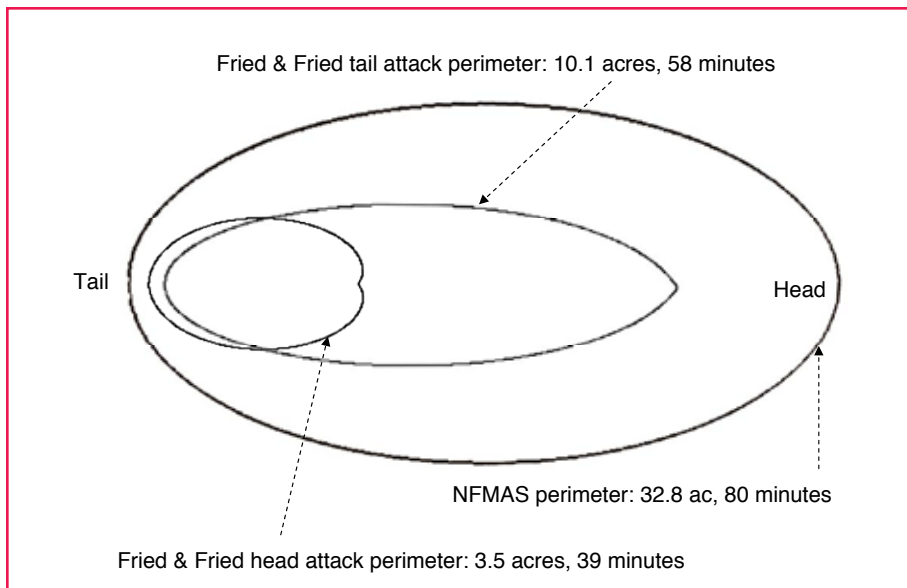 Fried & Fried tail attack perimeter: 10.1 acres, 58 minutes
Tail
Head
NFMAS perimeter: 32.8 ac, 80 minutes
Fried & Fried head attack perimeter: 3.5 acres, 39 minutes